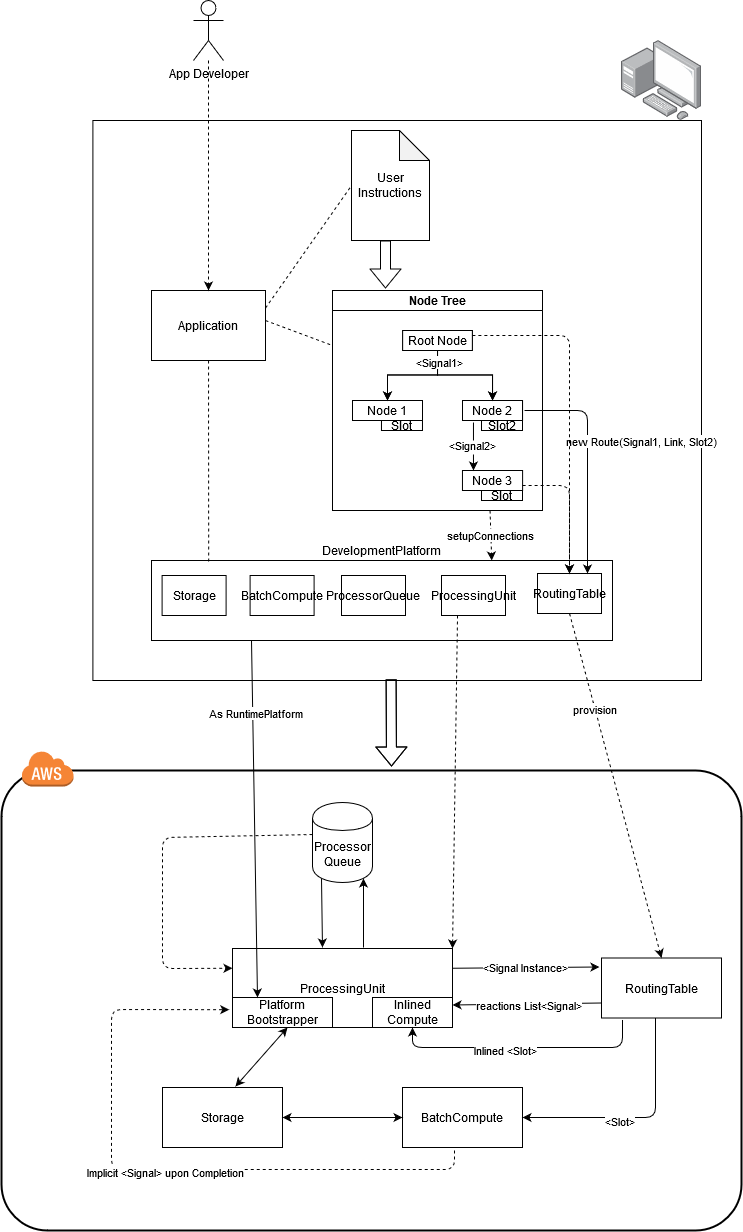 App Developer
User
Instructions
Application
Node Tree
Root Node
<Signal1>
Node 1
Slot
Node 2
Slot2
<Signal2>
new Route(Signal1, Link, Slot2)
Node 3
Slot
setupConnections
DevelopmentPlatform
Storage
BatchCompute
ProcessorQueue
ProcessingUnit
RoutingTable
As RuntimePlatform
provision
AWS
Processor
Queue
ProcessingUnit
<Signal Instance>
RoutingTable
Platform
Bootstrapper
Inlined
Compute
reactions List<Signal>
Inlined <Slot>
Storage
BatchCompute
<Slot>
Implicit <Signal> upon Completion